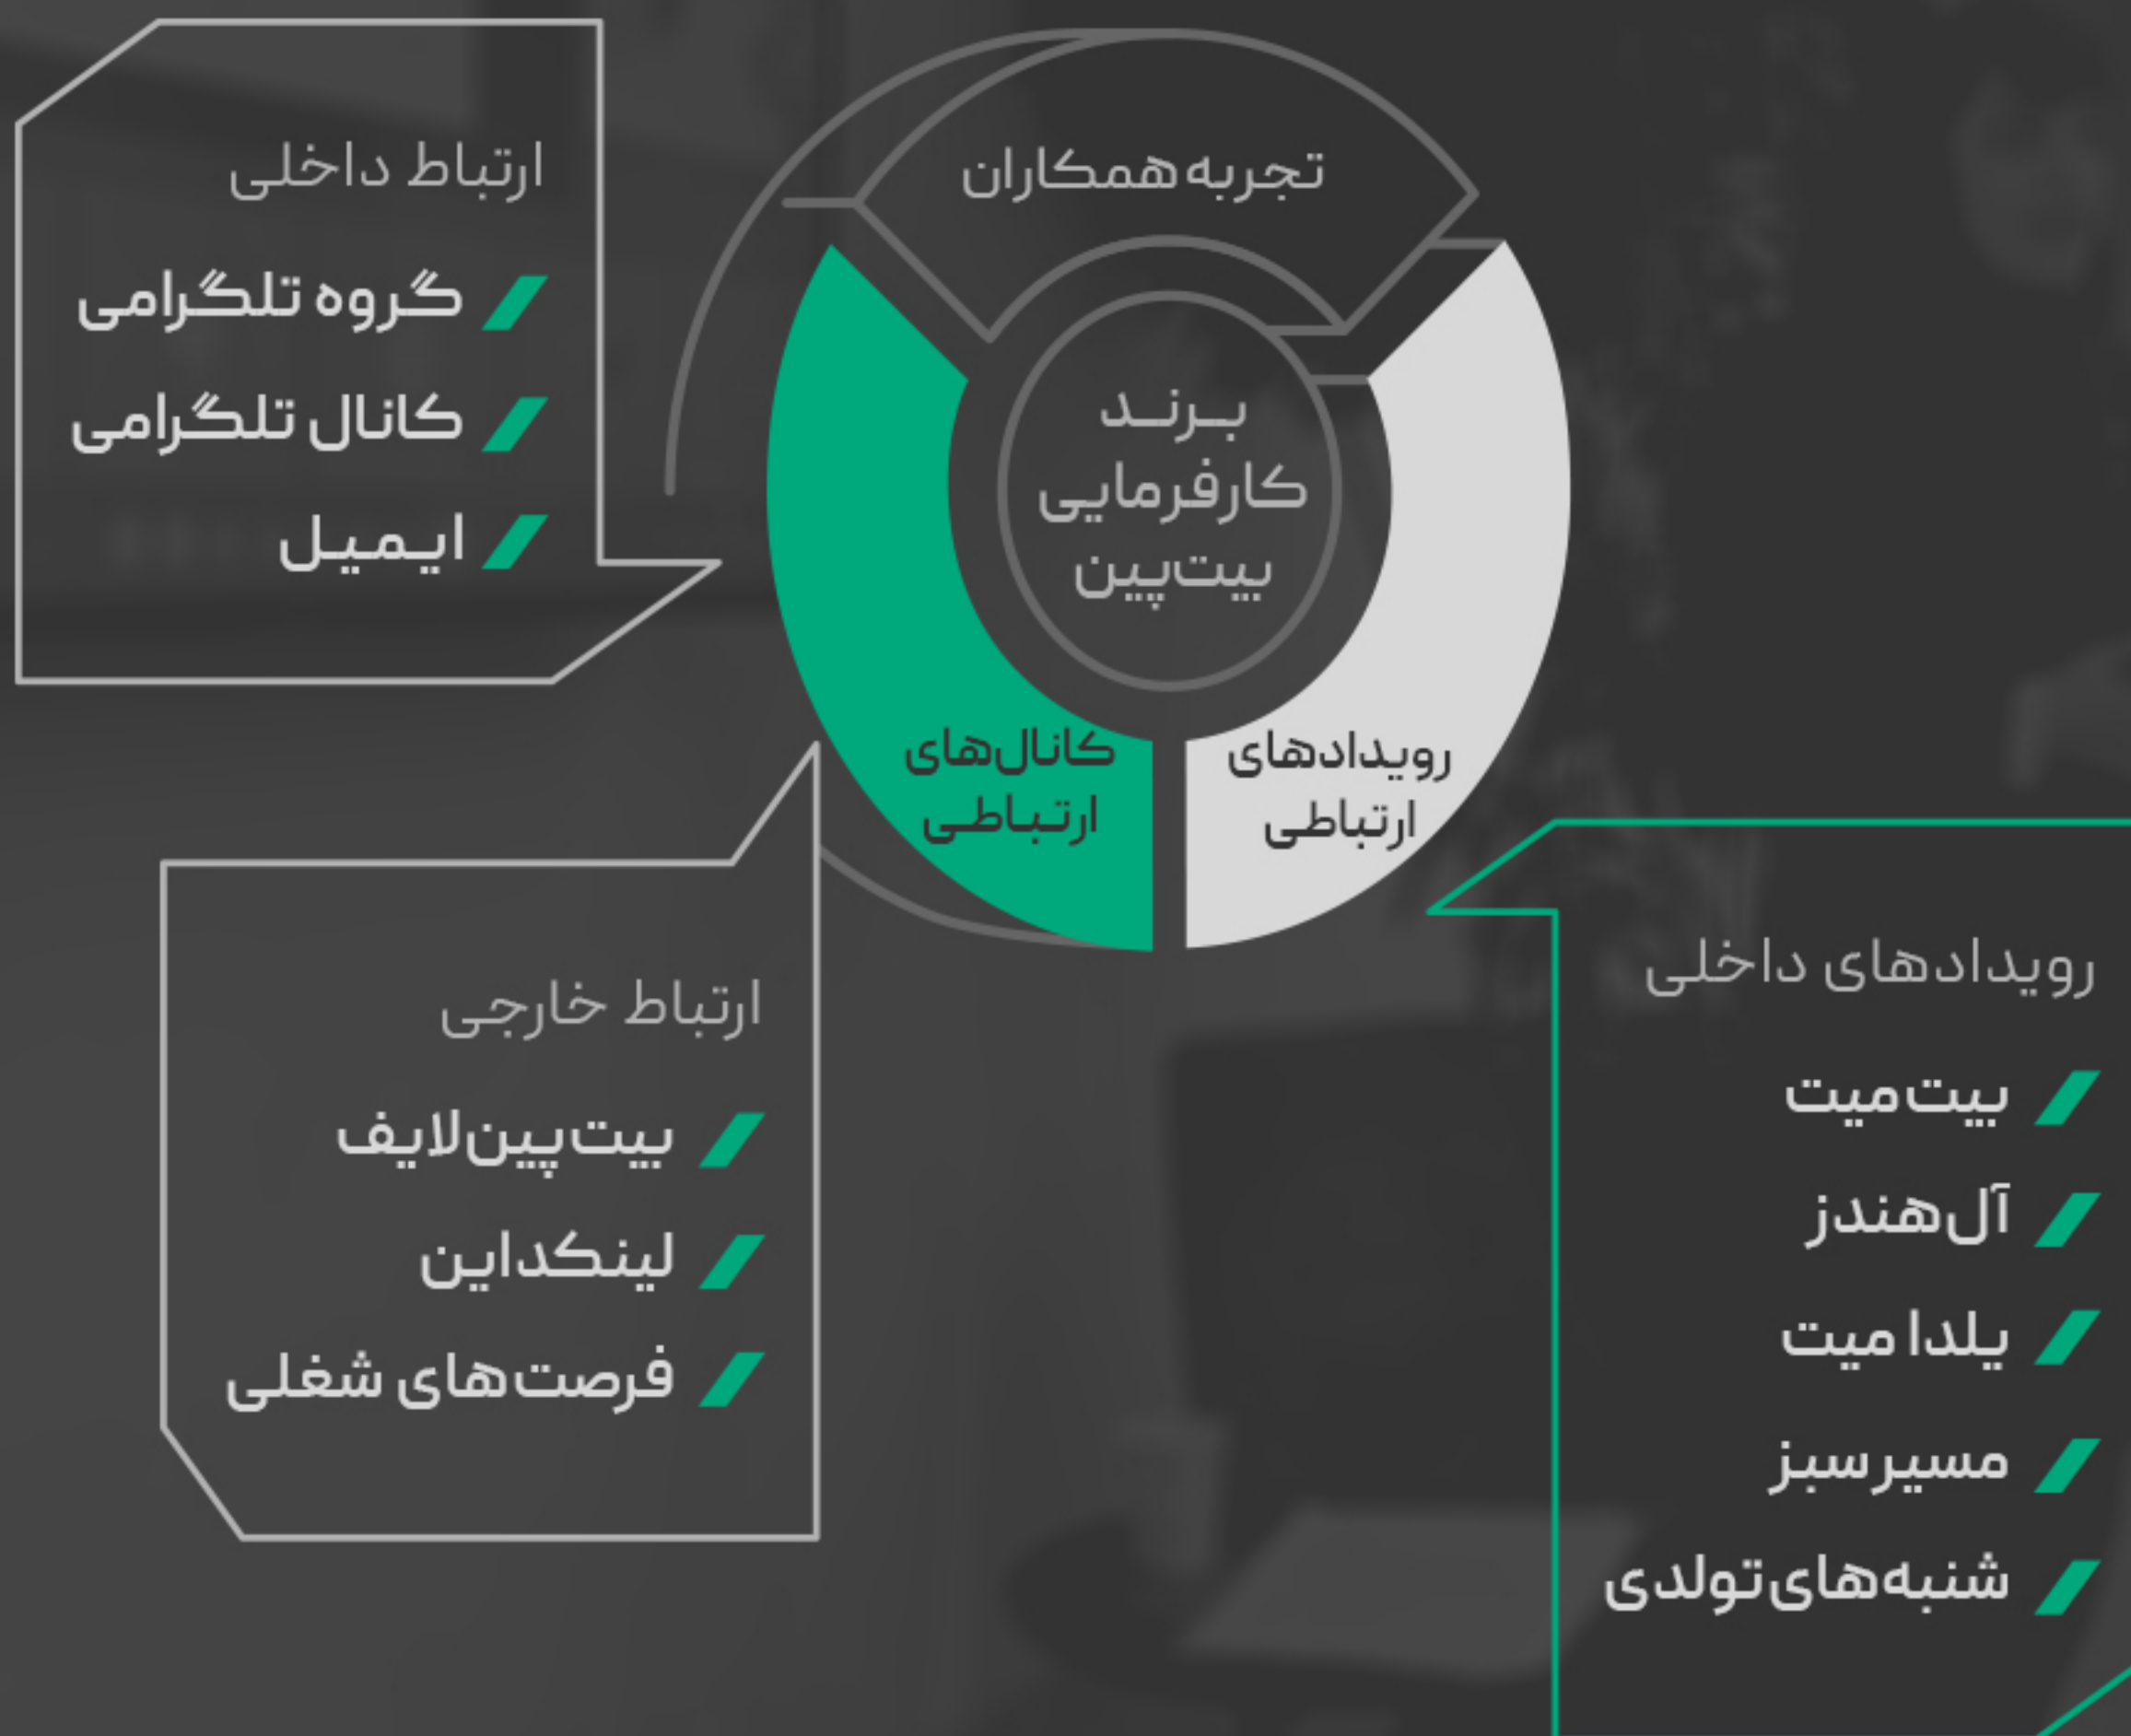 تجربه همکاران
برند
کارفرمایی
بیت‌پین
رویدادهای
ارتباطی
کانال‌های
ارتباطی
رویدادهای داخلی
بیت‌میت
آل‌هندز
یلدا میت
مسیر سبز
شنبه‌های تولدی
ارتباط داخلی
گروه تلگرامی
کانال تلگرامی
ایمیل
ارتباط خارجی
بیت‌پین‌لایف
لینکداین
فرصت‌های شغلی